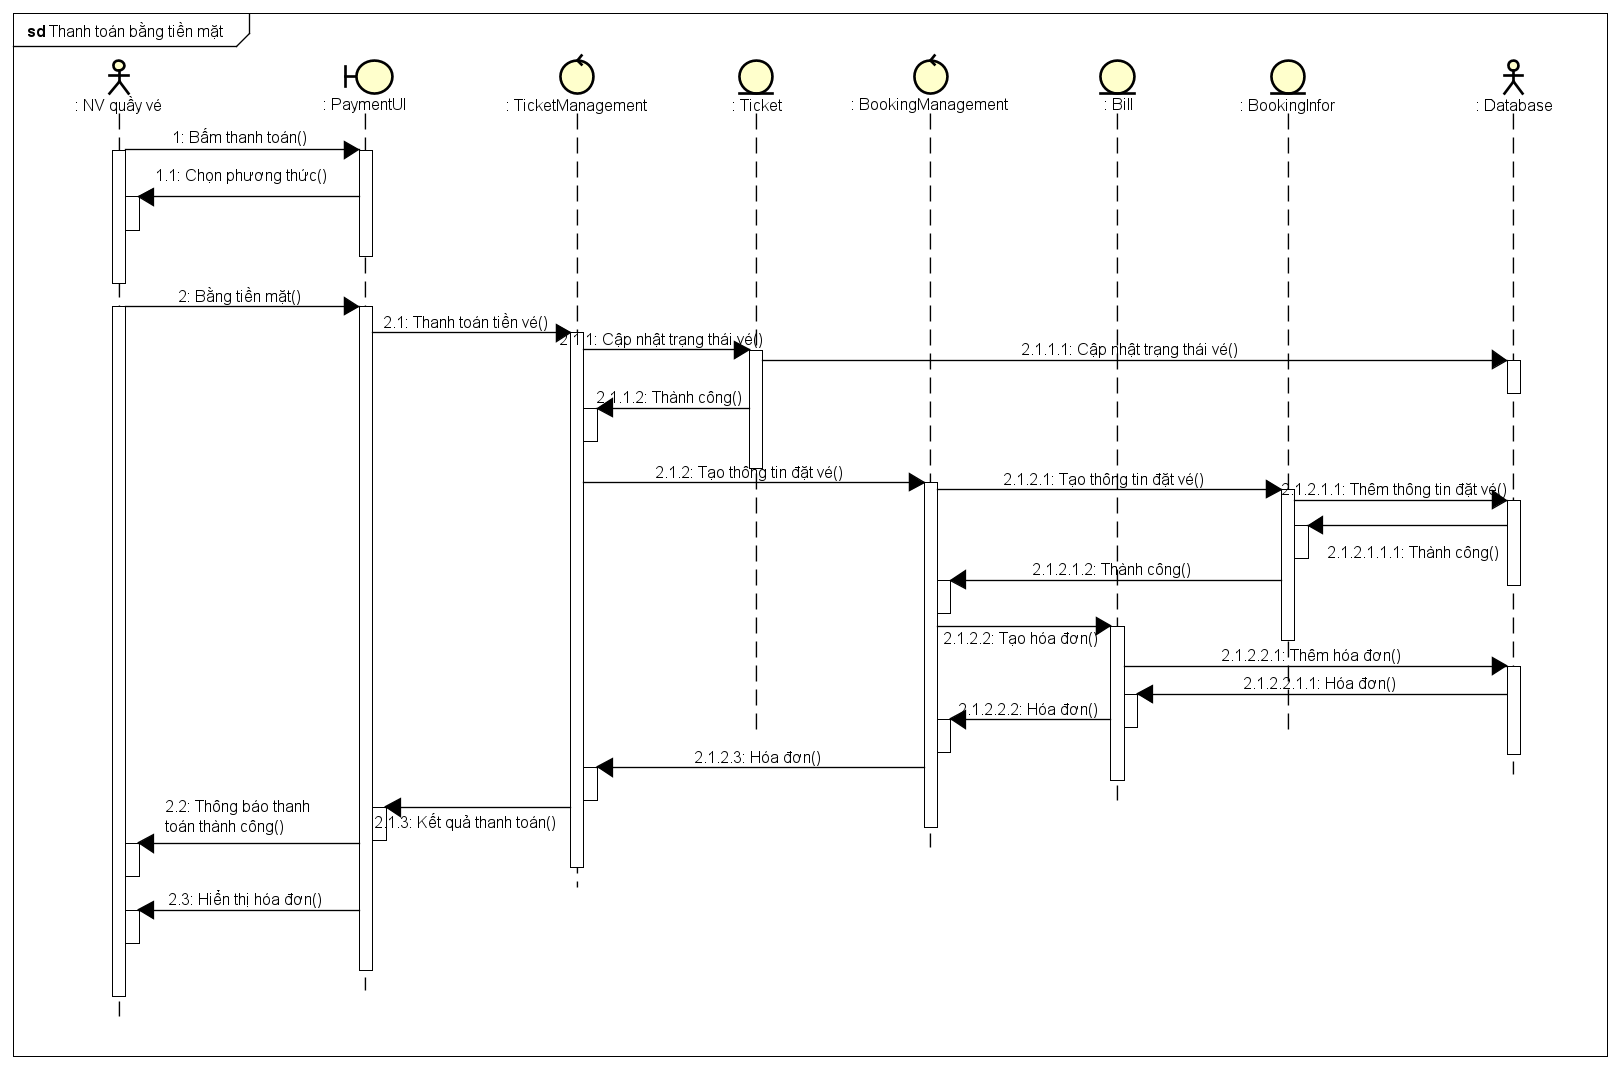 sd Thanh toán bằng tiền mặt
: NV quầy vé
: PaymentUI
: TicketManagement
: Ticket
: BookingManagement
: Bill
: BookingInfor
: Database
1: Bấm thanh toán()
1.1: Chọn phương thức()
2: Bằng tiền mặt()
2.1: Thanh toán tiền vé()
2.1.1: Cập nhật trạng thái vé()
2.1.1.1: Cập nhật trạng thái vé()
2.1.1.2: Thành công()
2.1.2: Tạo thông tin đặt vé()
2.1.2.1: Tạo thông tin đặt vé()
2.1.2.1.1: Thêm thông tin đặt vé()
2.1.2.1.1.1: Thành công()
2.1.2.1.2: Thành công()
2.1.2.2: Tạo hóa đơn()
2.1.2.2.1: Thêm hóa đơn()
2.1.2.2.1.1: Hóa đơn()
2.1.2.2.2: Hóa đơn()
2.1.2.3: Hóa đơn()
2.1.3: Kết quả thanh toán()
2.2: Thông báo thanh
toán thành công()
2.3: Hiển thị hóa đơn()